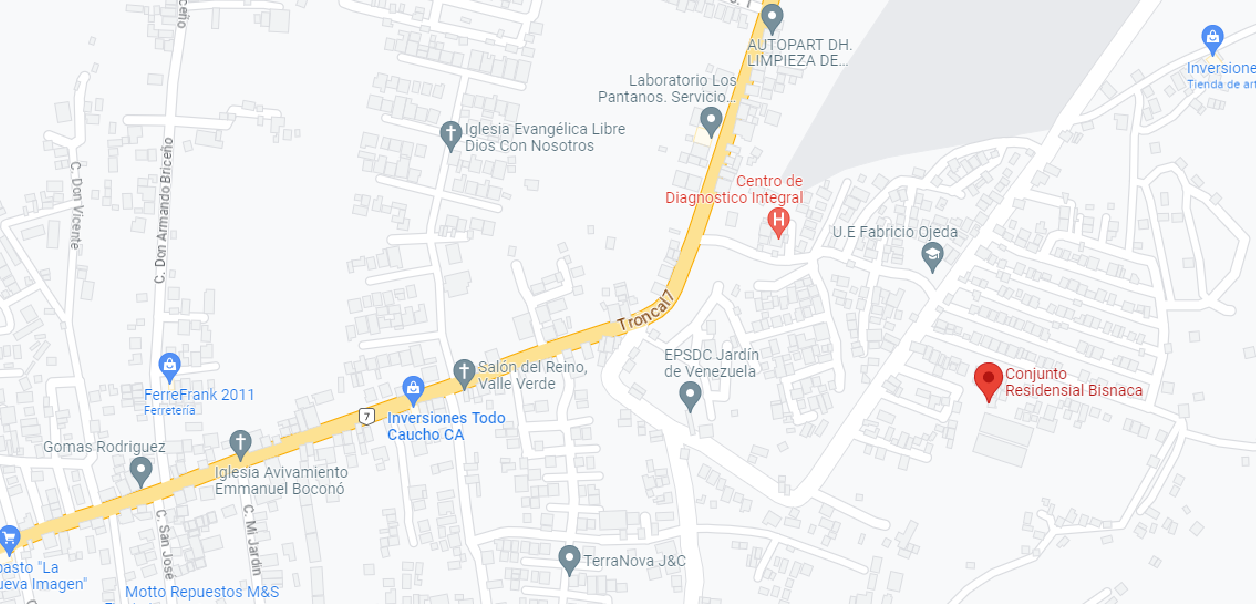 AUTOPART DH.
LIMPIEZA DE...
Inversione
Tienda de art
Laboratorio Los
Pantanos. Servicio...
Iglesia Evangélica Libre
Dios Con Nosotros
C. Don Vicente
C. Don Armando Briceño
Centro de
Diagnostico Integral
H
U.E Fabricio Ojeda
Troncal 7
EPSDC Jardín
de Venezuela
Salón del Reino,
Valle Verde
Conjunto
Residensial Bisnaca
FerreFrank 2011
Ferretería
7
Inversiones Todo
Caucho CA
Gomas Rodriguez
Iglesia Avivamiento
Emmanuel Boconó
C. San José
C. Mi Jardín
TerraNova J&C
pasto "La
ueva Imagen"
Motto Repuestos M&S